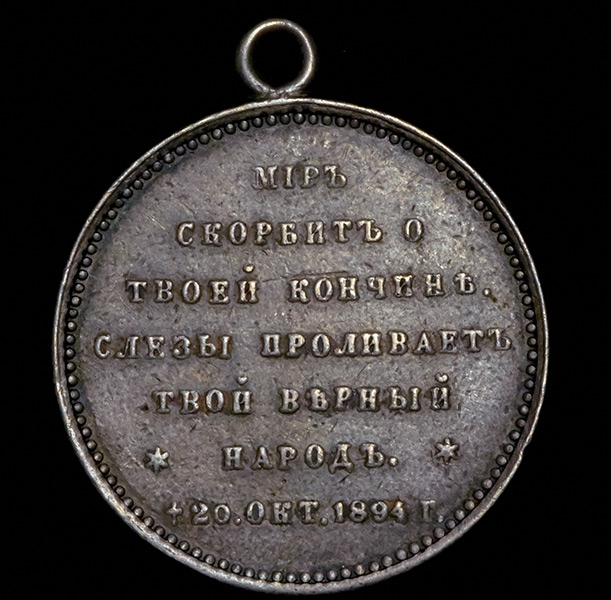 МІРЪ
СКОРБИТЪ О
ТВОЕЙ КОНЧИНѢ.
СЛЕЗЫ ПРОЛИВАЕТЪ
ТВОЙ ВѢРНЫЙ
* НАРОДЪ. *
† 20. ОКТ. 1894 Г.